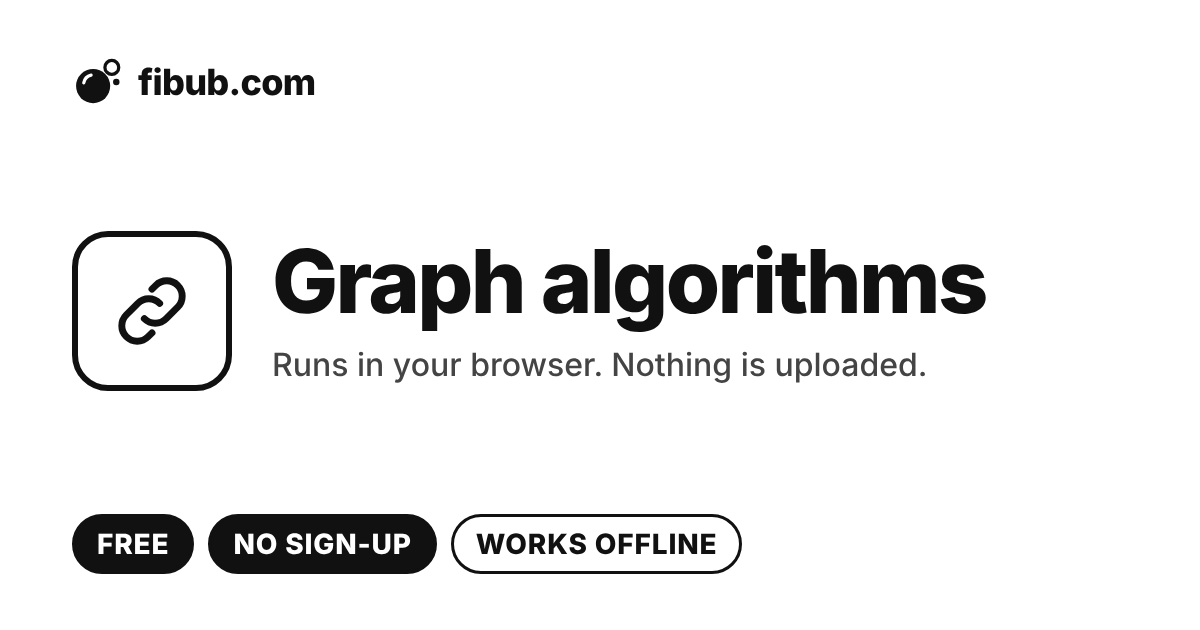 fibub.com
Graph algorithms
Runs in your browser. Nothing is uploaded.
FREE
NO SIGN-UP
WORKS OFFLINE